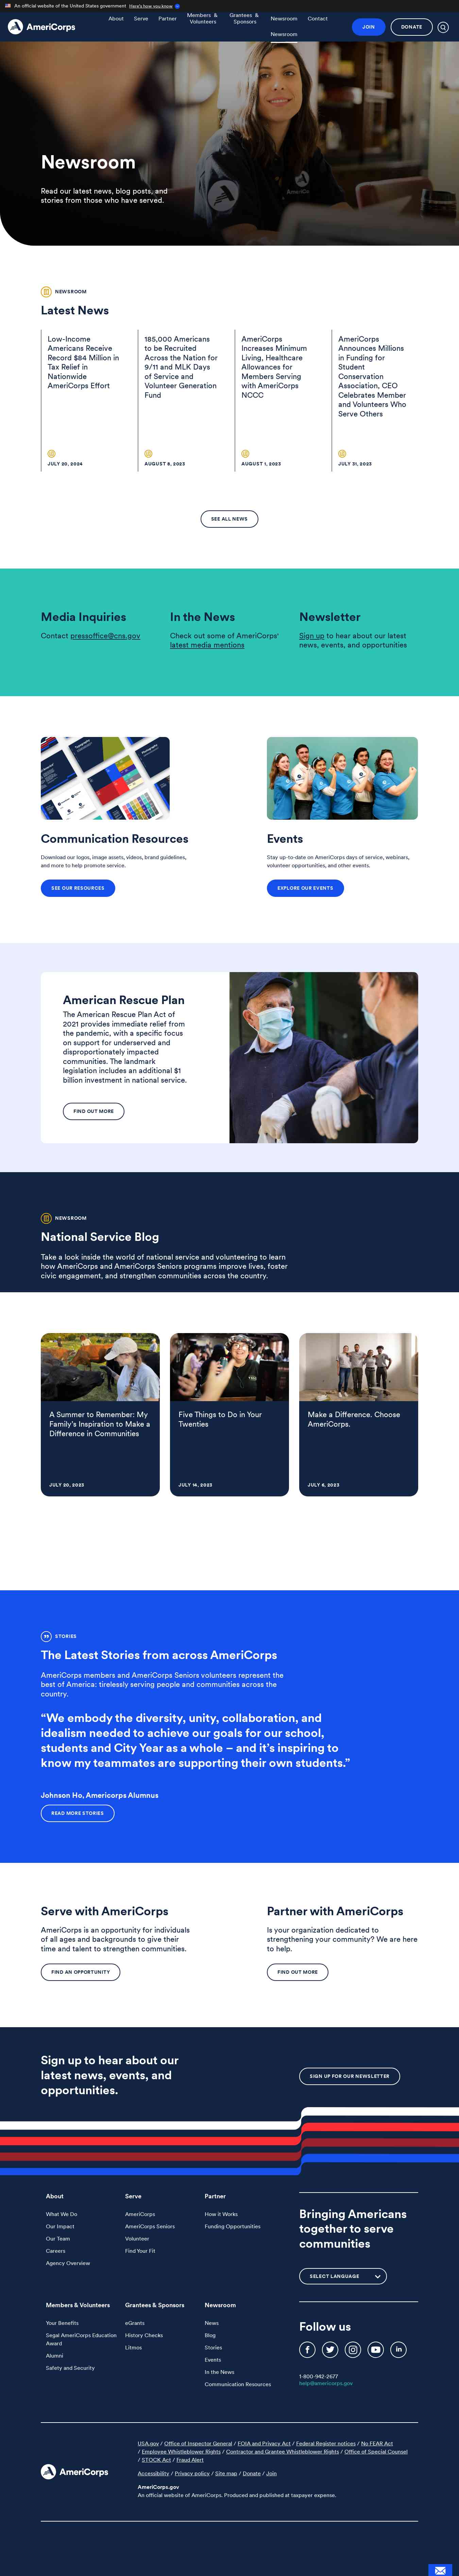 An official website of the United States government Here's how you know
AmeriCorps
About
Serve
Partner
Members &
Volunteers
Grantees &
Sponsors
Newsroom
Contact
Newsroom
JOIN
DONATE
Newsroom
Read our latest news, blog posts, and
stories from those who have served.
NEWSROOM
Latest News
Low-Income
Americans Receive
Record $84 Million in
Tax Relief in
Nationwide
AmeriCorps Effort
JULY 20, 2024
185,000 Americans
to be Recruited
Across the Nation for
9/11 and MLK Days
of Service and
Volunteer Generation
Fund
AUGUST 8, 2023
AmeriCorps
Increases Minimum
Living, Healthcare
Allowances for
Members Serving
with AmeriCorps
NCCC
AUGUST 1, 2023
AmeriCorps
Announces Millions
in Funding for
Student
Conservation
Association, CEO
Celebrates Member
and Volunteers Who
Serve Others
JULY 31, 2023
SEE ALL NEWS
Media Inquiries
Contact pressoffice@cns.gov
In the News
Check out some of AmeriCorps'
latest media mentions
Newsletter
Sign up to hear about our latest
news, events, and opportunities
Communication Resources
Download our logos, image assets, videos, brand guidelines,
and more to help promote service.
SEE OUR RESOURCES
Events
Stay up-to-date on AmeriCorps days of service, webinars,
volunteer opportunities, and other events.
EXPLORE OUR EVENTS
American Rescue Plan
The American Rescue Plan Act of
2021 provides immediate relief from
the pandemic, with a specific focus
on support for underserved and
disproportionately impacted
communities. The landmark
legislation includes an additional $1
billion investment in national service.
FIND OUT MORE
NEWSROOM
National Service Blog
Take a look inside the world of national service and volunteering to learn
how AmeriCorps and AmeriCorps Seniors programs improve lives, foster
civic engagement, and strengthen communities across the country.
A Summer to Remember: My
Family's Inspiration to Make a
Difference in Communities
JULY 20, 2023
Five Things to Do in Your
Twenties
JULY 14, 2023
Make a Difference. Choose
AmeriCorps.
JULY 6, 2023
STORIES
The Latest Stories from across AmeriCorps
AmeriCorps members and AmeriCorps Seniors volunteers represent the
best of America: tirelessly serving people and communities across the
country.
“We embody the diversity, unity, collaboration, and
idealism needed to achieve our goals for our school,
students and City Year as a whole – and it’s inspiring to
know my teammates are supporting their own students.”
Johnson Ho, Americorps Alumnus
READ MORE STORIES
Serve with AmeriCorps
AmeriCorps is an opportunity for individuals
of all ages and backgrounds to give their
time and talent to strengthen communities.
FIND AN OPPORTUNITY
Partner with AmeriCorps
Is your organization dedicated to
strengthening your community? We are here
to help.
FIND OUT MORE
Sign up to hear about our
latest news, events, and
opportunities.
SIGN UP FOR OUR NEWSLETTER
About
What We Do
Our Impact
Our Team
Careers
Agency Overview
Serve
AmeriCorps
AmeriCorps Seniors
Volunteer
Find Your Fit
Partner
How it Works
Funding Opportunities
Members & Volunteers
Your Benefits
Segal AmeriCorps Education
Award
Alumni
Safety and Security
Grantees & Sponsors
eGrants
History Checks
Litmos
Newsroom
News
Blog
Stories
Events
In the News
Communication Resources
Bringing Americans
together to serve
communities
SELECT LANGUAGE
Follow us
1-800-942-2677
help@americorps.gov
AmeriCorps
USA.gov / Office of Inspector General / FOIA and Privacy Act / Federal Register notices / No FEAR Act
/ Employee Whistleblower Rights / Contractor and Grantee Whistleblower Rights / Office of Special Counsel
/ STOCK Act / Fraud Alert
Accessibility / Privacy policy / Site map / Donate / Join
AmeriCorps.gov
An official website of AmeriCorps. Produced and published at taxpayer expense.